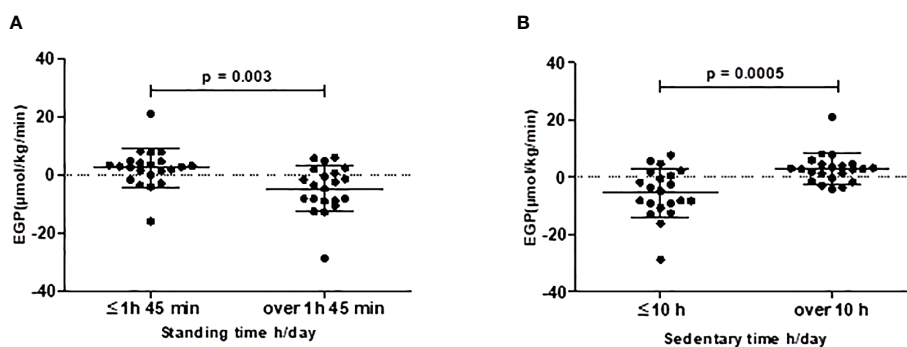 A
40
20
0
-20
-40
EGP(µmol/kg/min)
p = 0.003
≤1h 45 min
over 1h 45 min
Standing time h/day
B
40
20
0
-20
-40
EGP(µmol/kg/min)
p = 0.0005
≤10 h
over 10 h
Sedentary time h/day